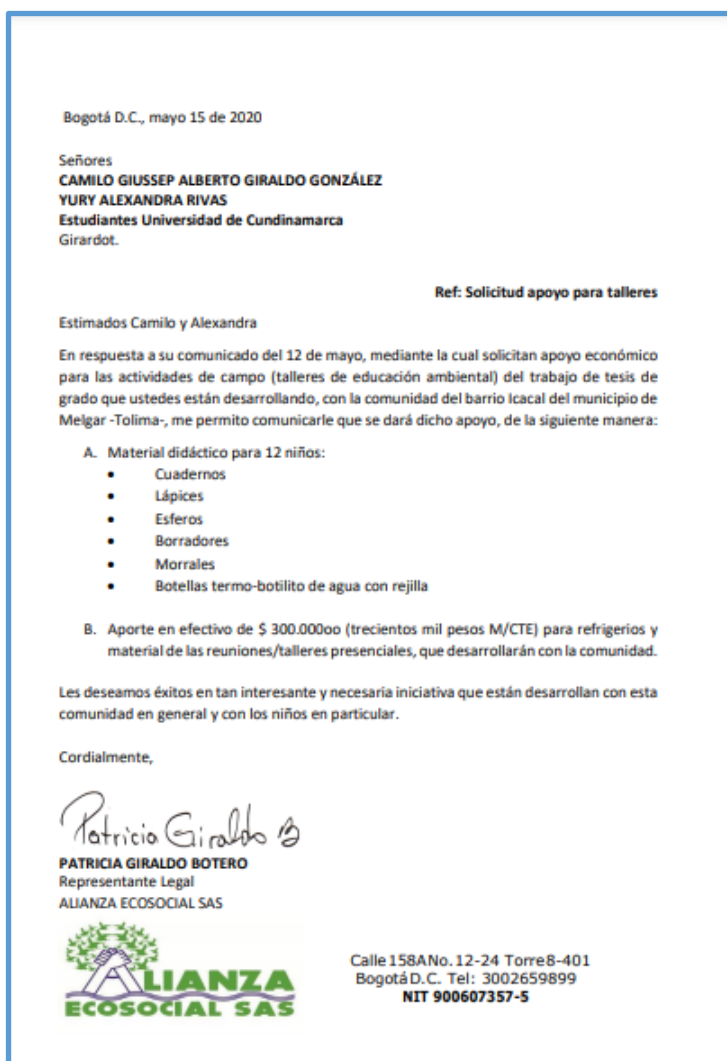 Bogotá D.C., mayo 15 de 2020
Señores
CAMILO GIUSSEP ALBERTO GIRALDO GONZÁLEZ
YURY ALEXANDRA RIVAS
Estudiantes Universidad de Cundinamarca
Girardot.
Ref: Solicitud apoyo para talleres
Estimados Camilo y Alexandra
En respuesta a su comunicado del 12 de mayo, mediante la cual solicitan apoyo económico
para las actividades de campo (talleres de educación ambiental) del trabajo de tesis de
grado que ustedes están desarrollando, con la comunidad del barrio Icacal del municipio de
Melgar -Tolima-, me permito comunicarle que se dará dicho apoyo, de la siguiente manera:
A. Material didáctico para 12 niños:
• Cuadernos
• Lápices
• Esferos
• Borradores
• Morrales
• Botellas termo-botilito de agua con rejilla
B. Aporte en efectivo de $ 300.000oo (trecientos mil pesos M/CTE) para refrigerios y
material de las reuniones/talleres presenciales, que desarrollarán con la comunidad.
Les deseamos éxitos en tan interesante y necesaria iniciativa que están desarrollan con esta
comunidad en general y con los niños en particular.
Cordialmente,
Patricia Giraldo B
PATRICIA GIRALDO BOTERO
Representante Legal
ALIANZA ECOSOCIAL SAS
ALIANZA
ECOSOCIAL SAS
Calle 158A No. 12-24 Torre 8-401
Bogotá D.C. Tel: 3002659899
NIT 900607357-5